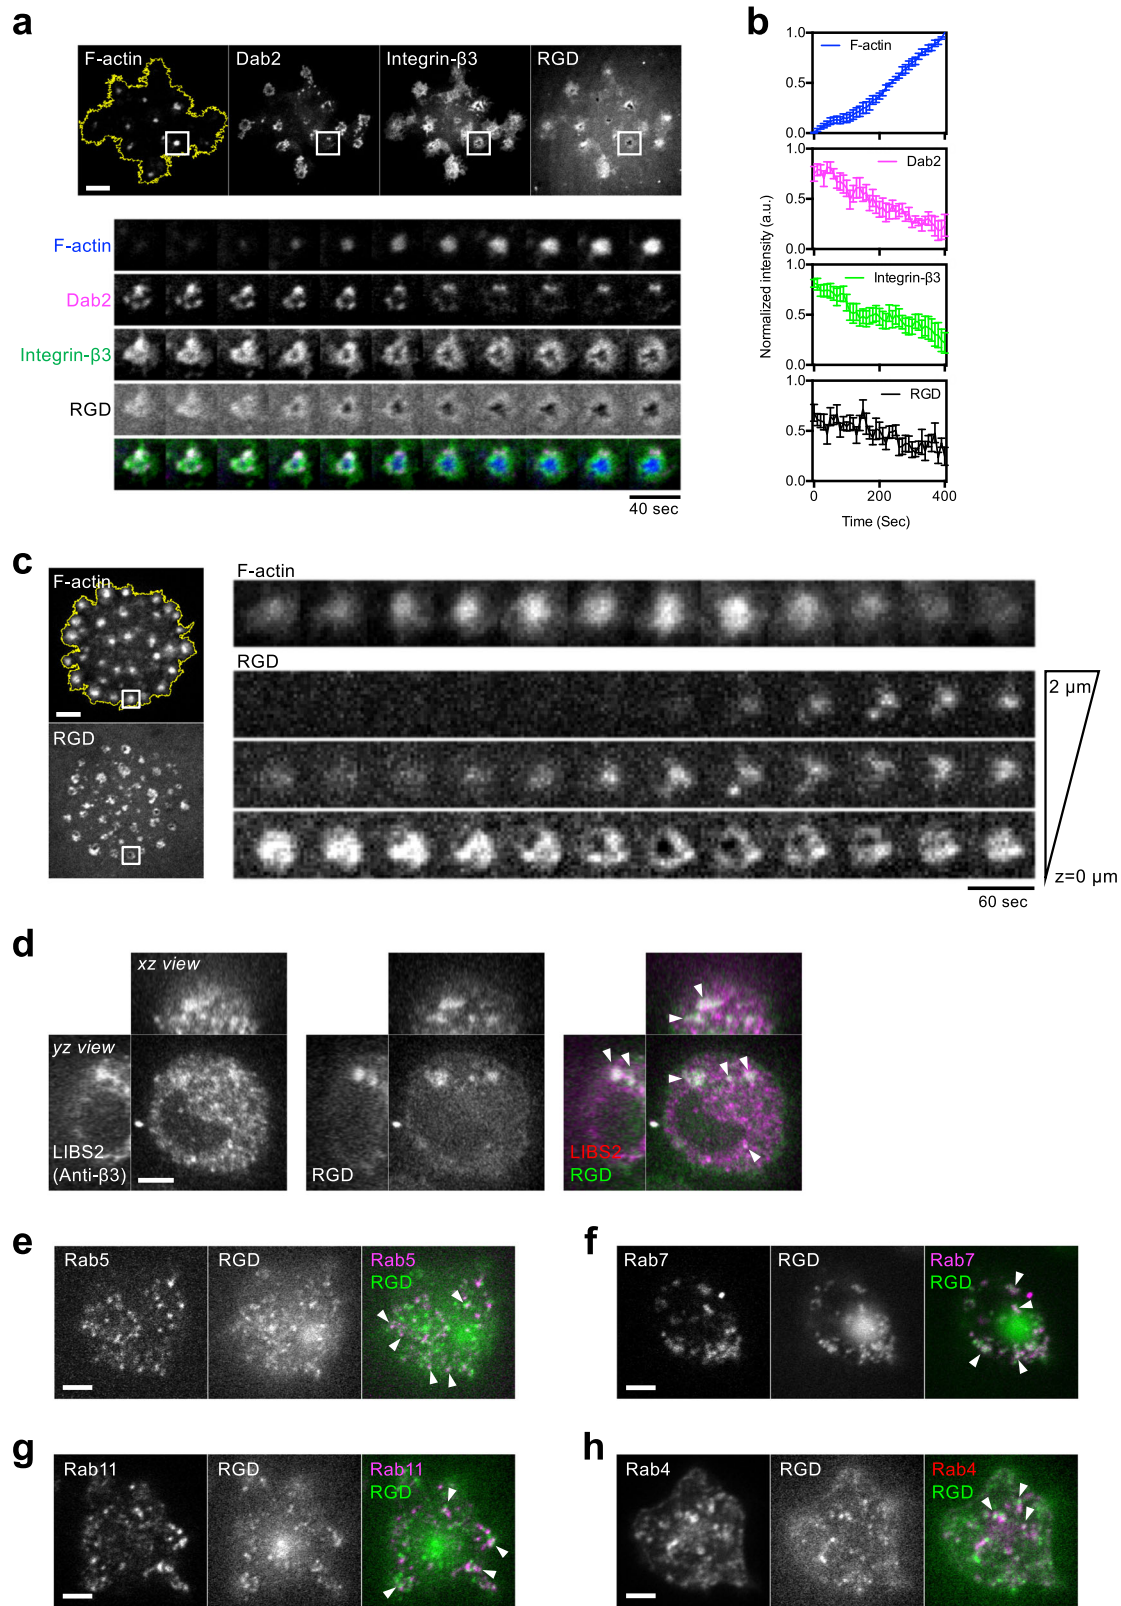 a
F-actin
Dab2
Integrin-β3
RGD
F-actin
Dab2
Integrin-β3
RGD
40 sec
b
Normalized intensity (a.u.)
1.0
0.5
0.0
F-actin
1.0
0.5
0.0
Dab2
1.0
0.5
0.0
Integrin-β3
1.0
0.5
0.0
RGD
0
200
400
Time (Sec)
c
F-actin
RGD
F-actin
RGD
2 µm
z=0 µm
60 sec
d
xz view
yz view
LIBS2
(Anti-β3)
RGD
LIBS2
RGD
e
Rab5
RGD
Rab5
RGD
f
Rab7
RGD
Rab7
RGD
g
Rab11
RGD
Rab11
RGD
h
Rab4
RGD
Rab4
RGD